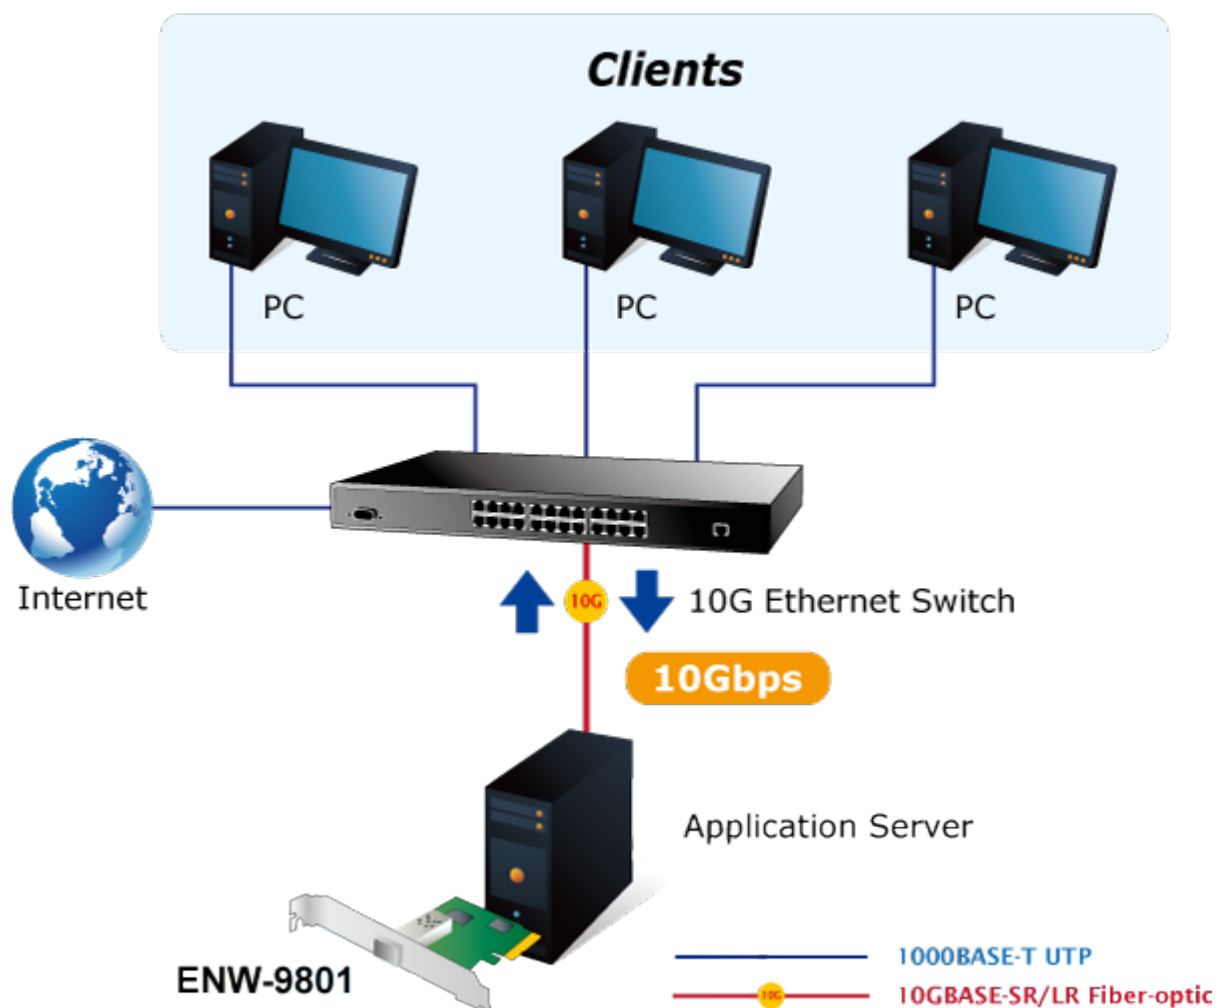 Clients
PC
PC
PC
Internet
10G
10G Ethernet Switch
10Gbps
Application Server
ENW-9801
1000BASE-T UTP
10G
10GBASE-SR/LR Fiber-optic